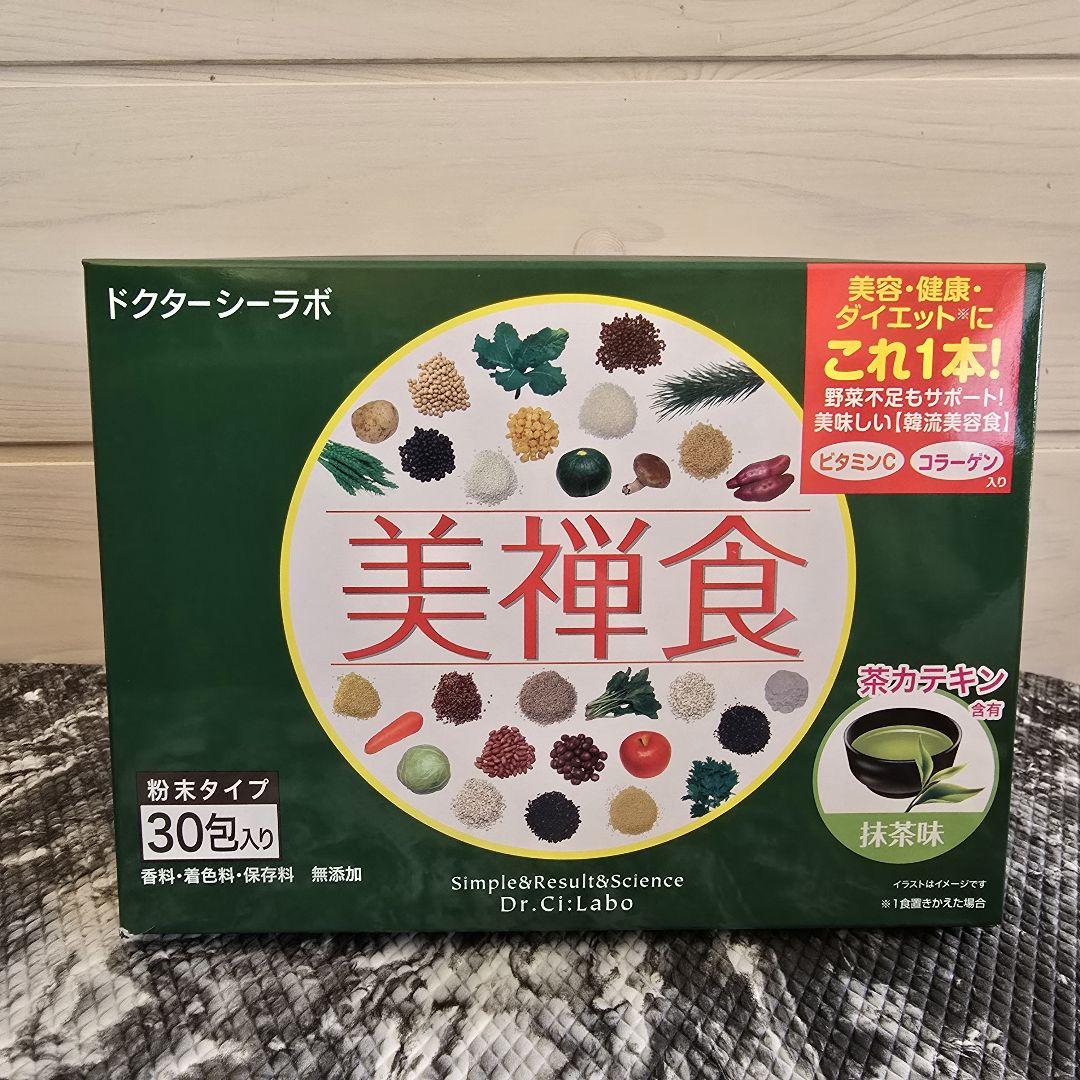 ドクターシーラボ
美容・健康・
ダイエット※に
これ1本!
野菜不足もサポート!
美味しい【韓流美容食】
ビタミンC コラーゲン
入り
美禅食
茶カテキン
含有
抹茶味
粉末タイプ
30包入り
香料・着色料・保存料 無添加
Simple&Result&Science
Dr.Ci:Labo
イラストはイメージです
※1食置きかえた場合